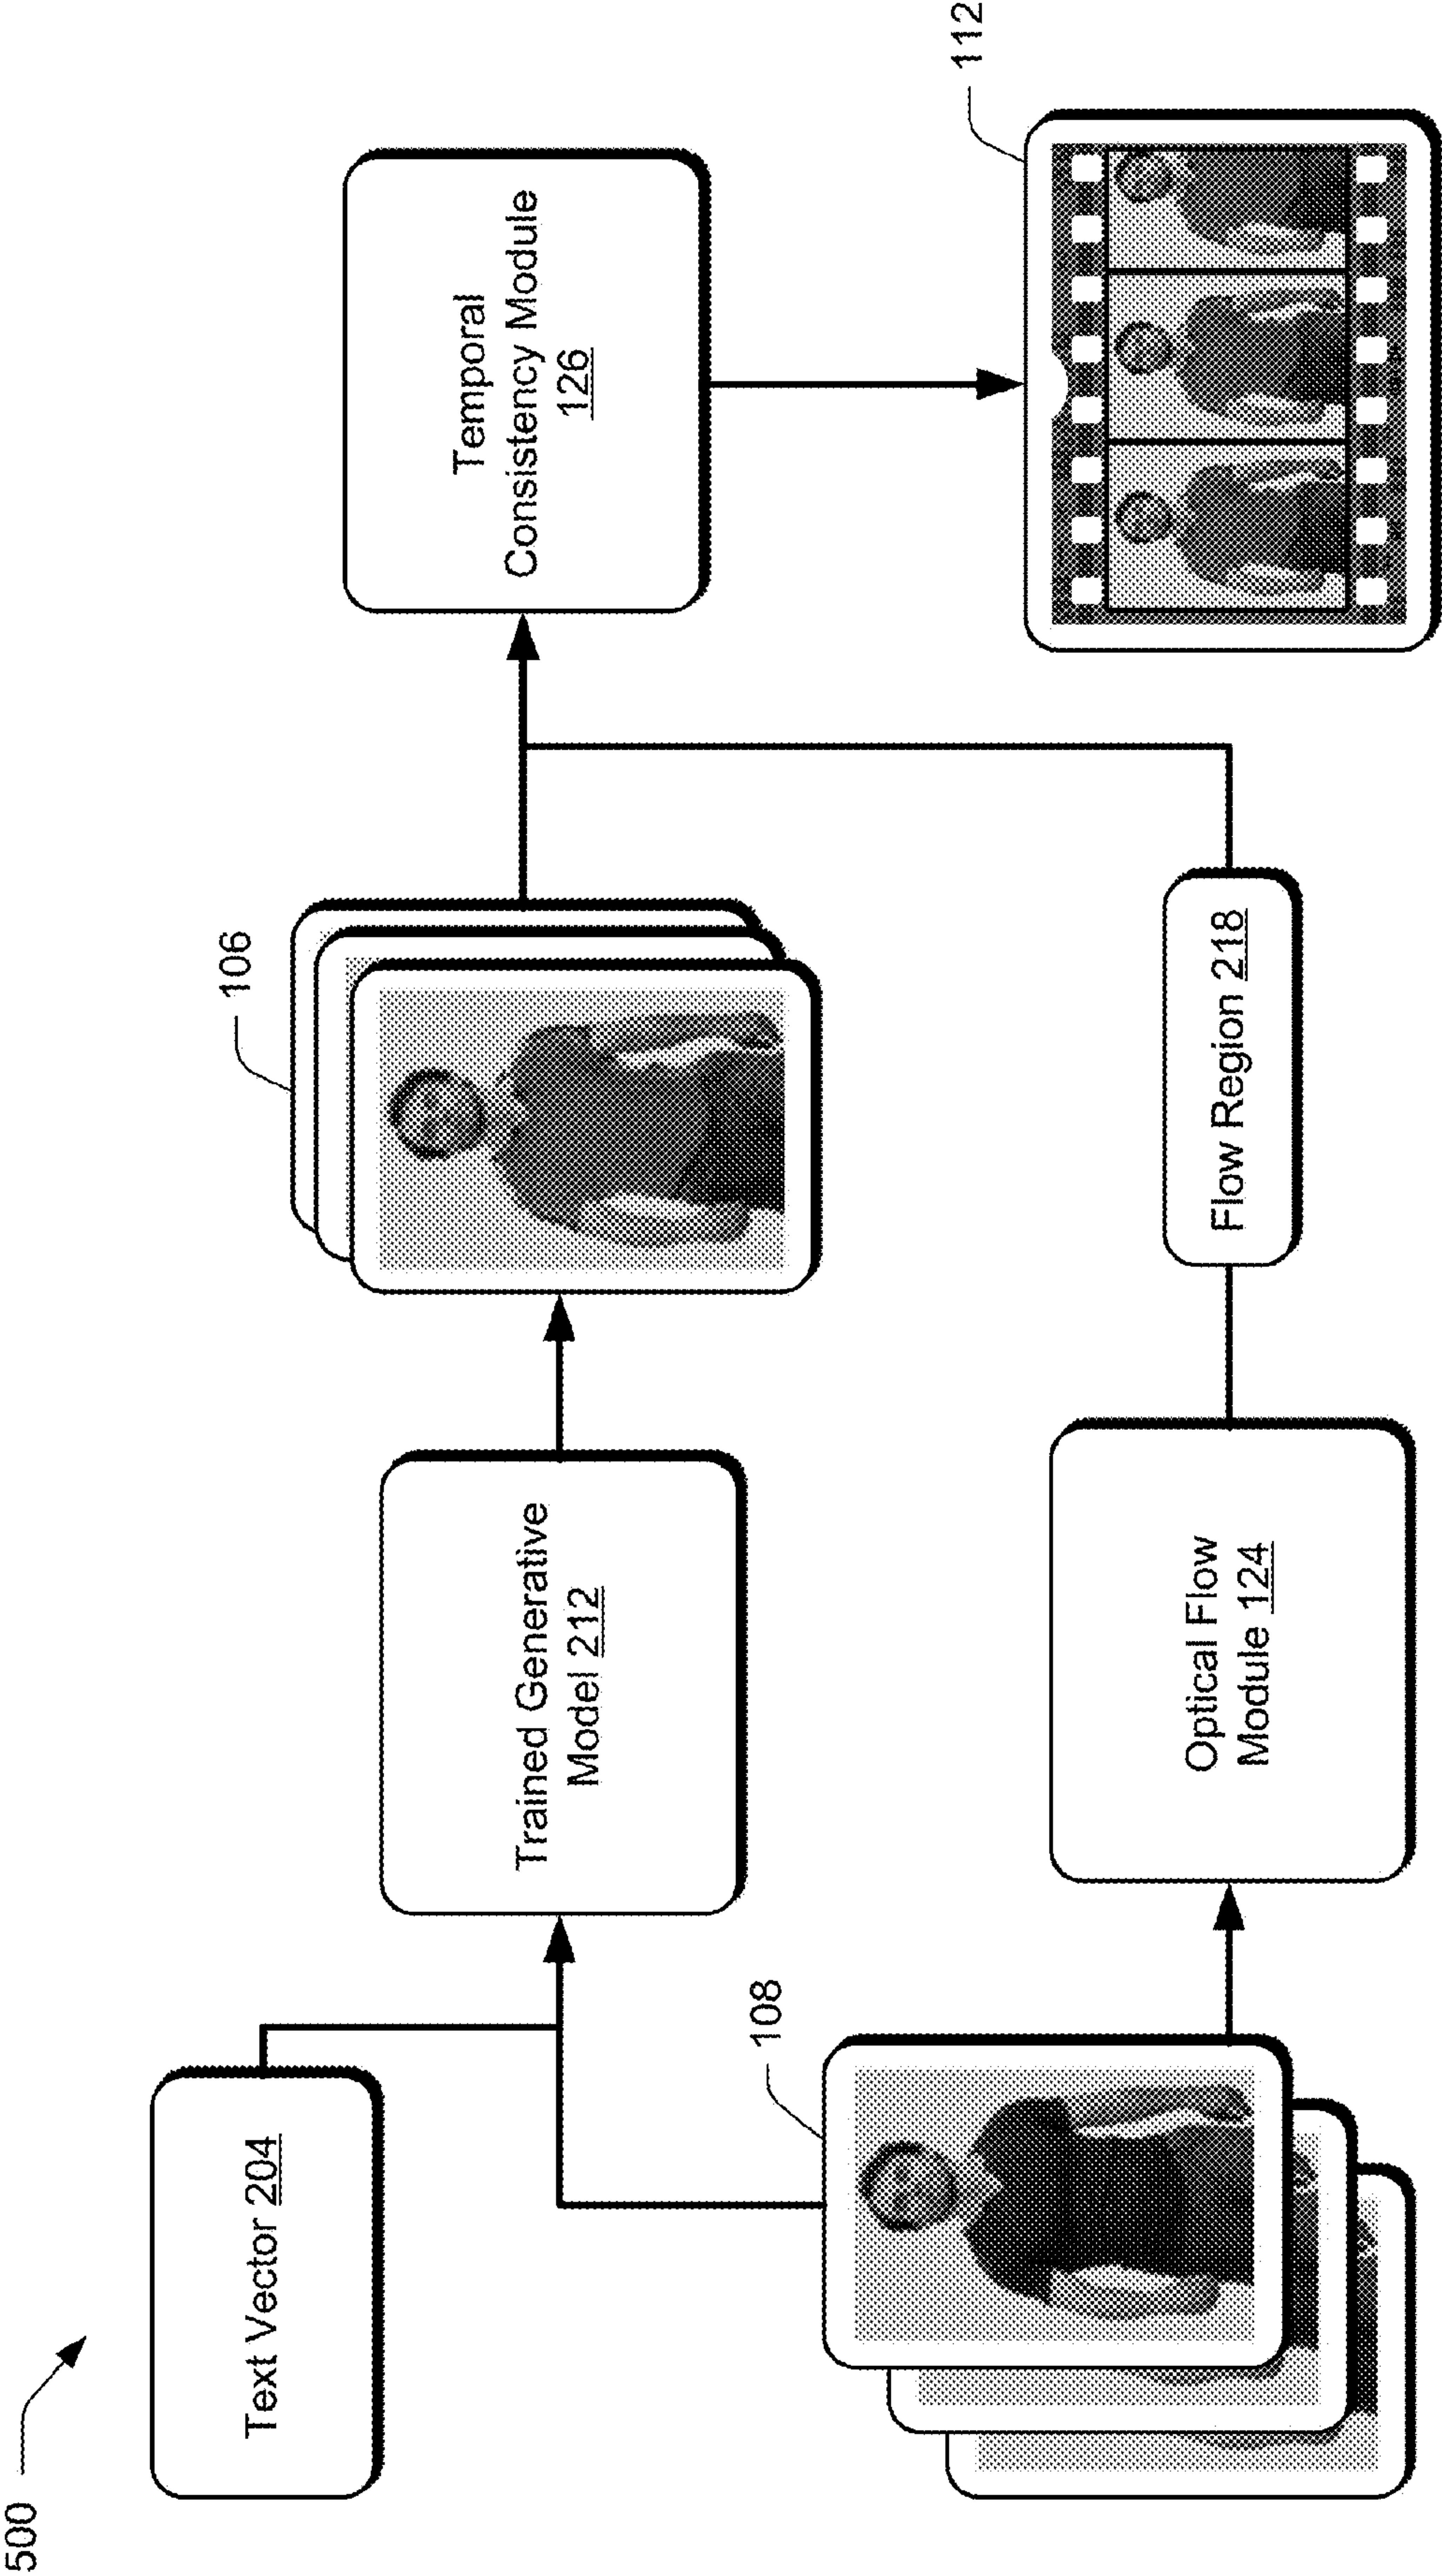 500
Text Vector 204
108
Trained Generative
Model 212
106
Temporal
Consistency Module
126
Optical Flow
Module 124
Flow Region 218
112